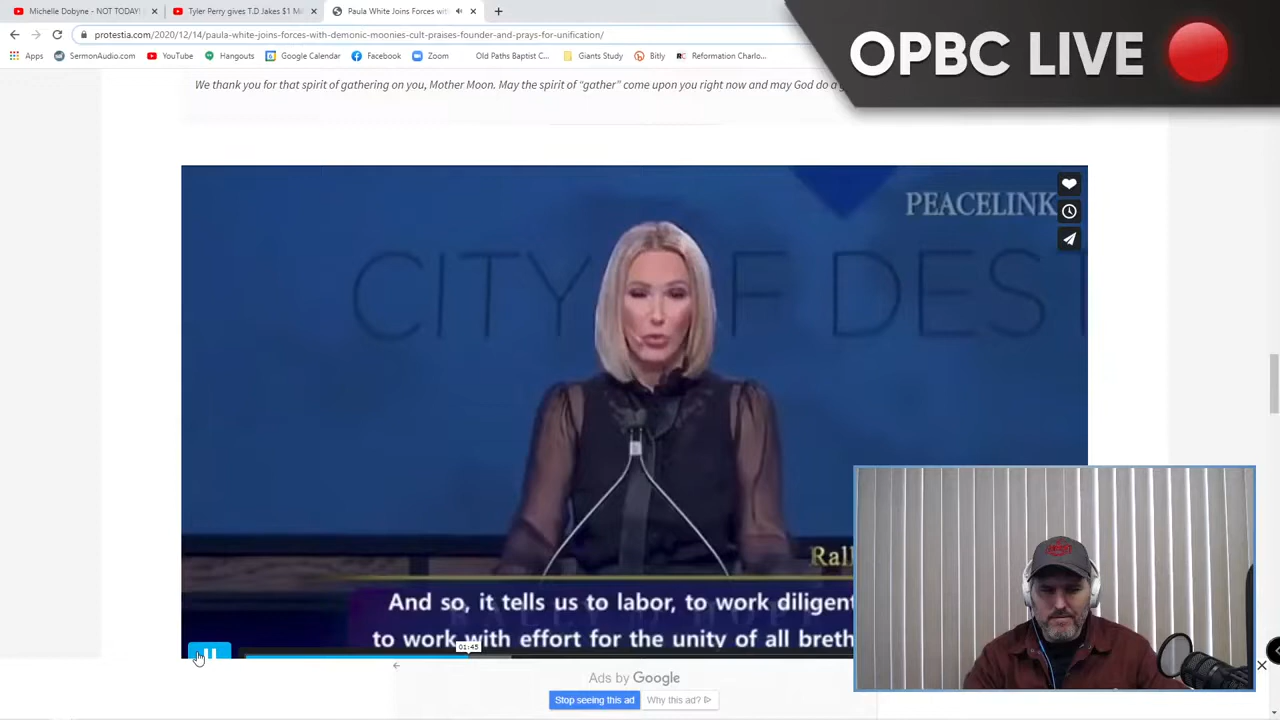 Michelle Dobyne - NOT TODAY!
Tyler Perry gives T.D Jakes $1 Mi
Paula White Joins Forces wit
protestia.com/2020/12/14/paula-white-joins-forces-with-demonic-moonies-cult-praises-founder-and-prays-for-unification/
Apps
SermonAudio.com
YouTube
Hangouts
Google Calendar
Facebook
Zoom
Old Paths Baptist C...
Giants Study
Bitly
Reformation Charlo...
OPBC LIVE
We thank you for that spirit of gathering on you, Mother Moon. May the spirit of “gather” come upon you right now and may God do a
PEACELINK
CITY OF DEST
Rall
And so, it tells us to labor, to work diligent
to work with effort for the unity of all breth
01:45
Ads by Google
Stop seeing this ad
Why this ad?